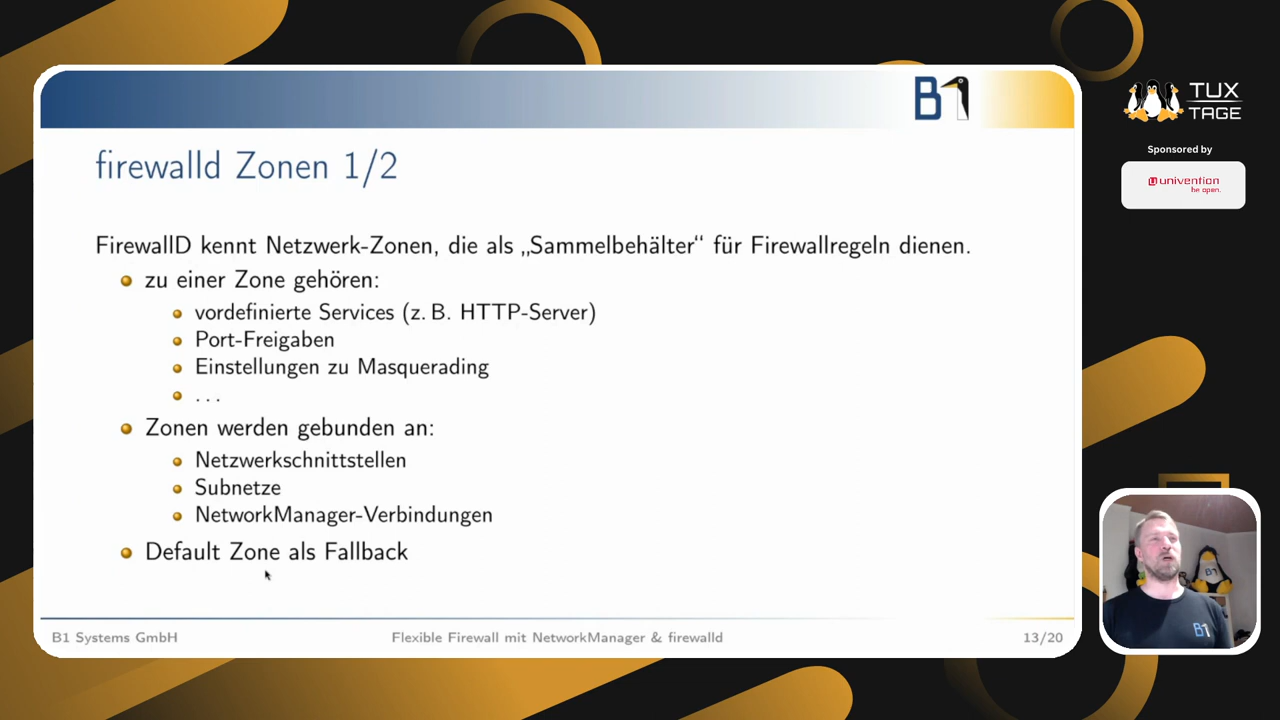 B1
TUX
TAGE
Sponsored by
univention
be open.
firewalld Zonen 1/2
FirewallD kennt Netzwerk-Zonen, die als „Sammelbehälter“ für Firewallregeln dienen.
zu einer Zone gehören:
vordefinierte Services (z. B. HTTP-Server)
Port-Freigaben
Einstellungen zu Masquerading
. . .
Zonen werden gebunden an:
Netzwerkschnittstellen
Subnetze
NetworkManager-Verbindungen
Default Zone als Fallback
B1 Systems GmbH
Flexible Firewall mit NetworkManager & firewalld
13/20
B1
B1